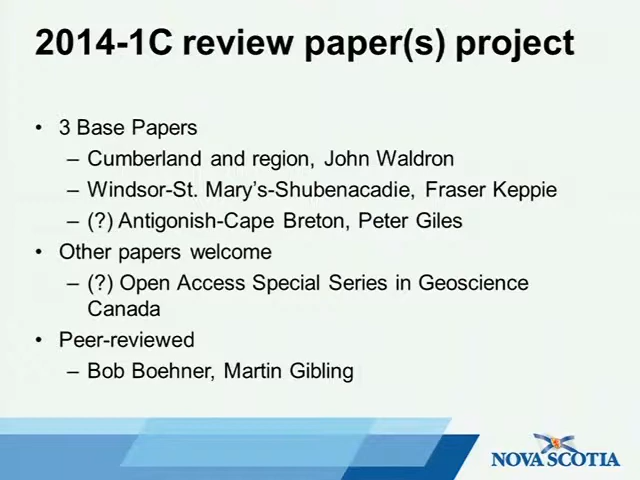 2014-1C review paper(s) project
• 3 Base Papers
– Cumberland and region, John Waldron
– Windsor-St. Mary's-Shubenacadie, Fraser Keppie
– (?) Antigonish-Cape Breton, Peter Giles
• Other papers welcome
– (?) Open Access Special Series in Geoscience
Canada
• Peer-reviewed
– Bob Boehner, Martin Gibling
NOVA SCOTIA